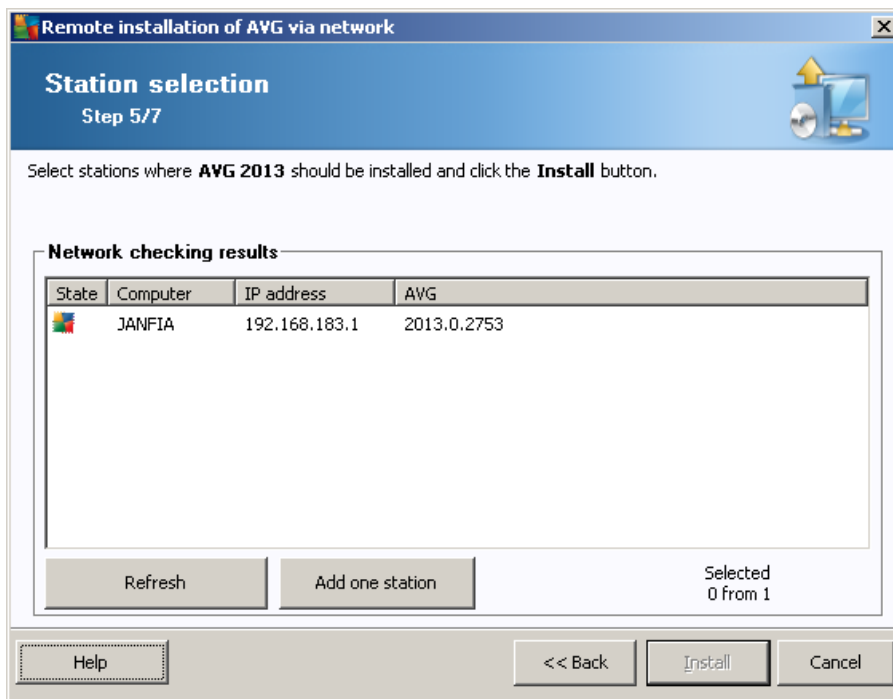 Remote installation of AVG via network
Station selection
Step 5/7
Select stations where AVG 2013 should be installed and click the Install button.
Network checking results
State Computer IP address AVG
JANFIA 192.168.183.1 2013.0.2753
Refresh Add one station Selected
0 from 1
Help << Back Install Cancel